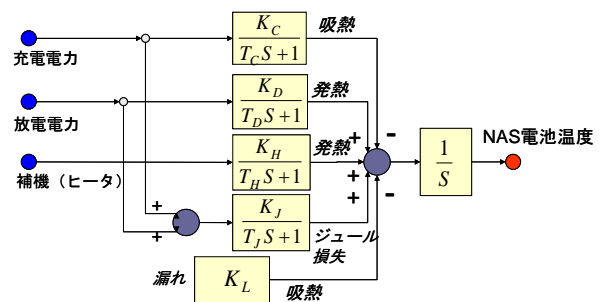 充電電力
K_C
T_C S+1
吸熱
放電電力
K_D
T_D S+1
発熱
補機（ヒータ）
K_H
T_H S+1
発熱
+
+
K_J
T_J S+1
ジュール
損失
漏れ
K_L
吸熱
+
-
+
+
-
1
S
NAS電池温度